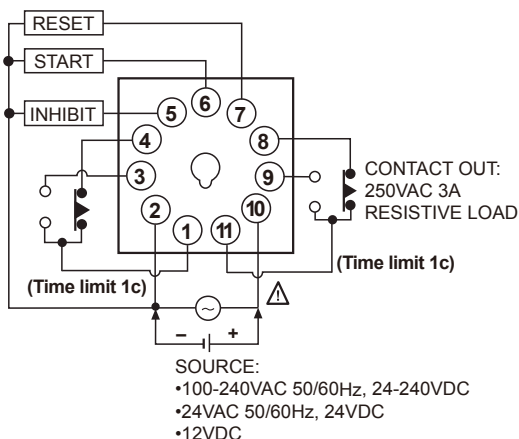 RESET
START
INHIBIT
6
5
7
4
8
3
9
2
10
1
11
CONTACT OUT:
250VAC 3A
RESISTIVE LOAD
(Time limit 1c)
(Time limit 1c)
~
!
– +
SOURCE:
•100-240VAC 50/60Hz, 24-240VDC
•24VAC 50/60Hz, 24VDC
•12VDC